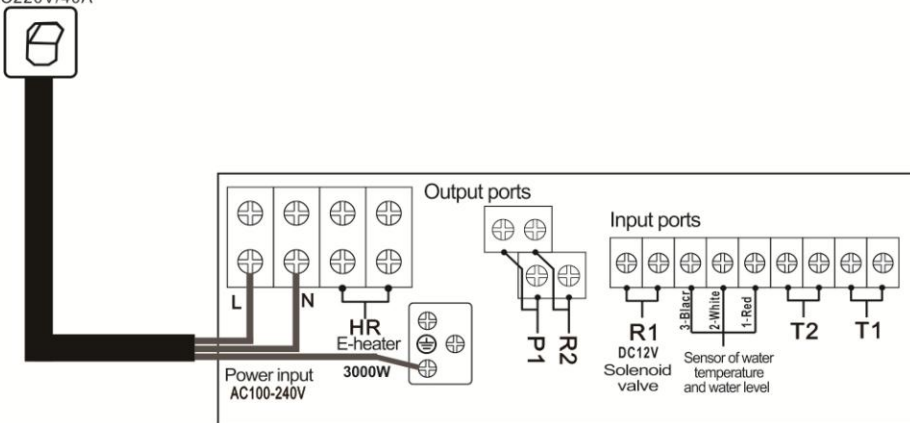 Output ports
Input ports
L
N
HR
E-heater
3000W
Power input
AC100-240V
P1
R2
R1
DC12V
Solenoid
valve
3-Blacr
2-White
1-Red
Sensor of water
temperature
and water level
T2
T1